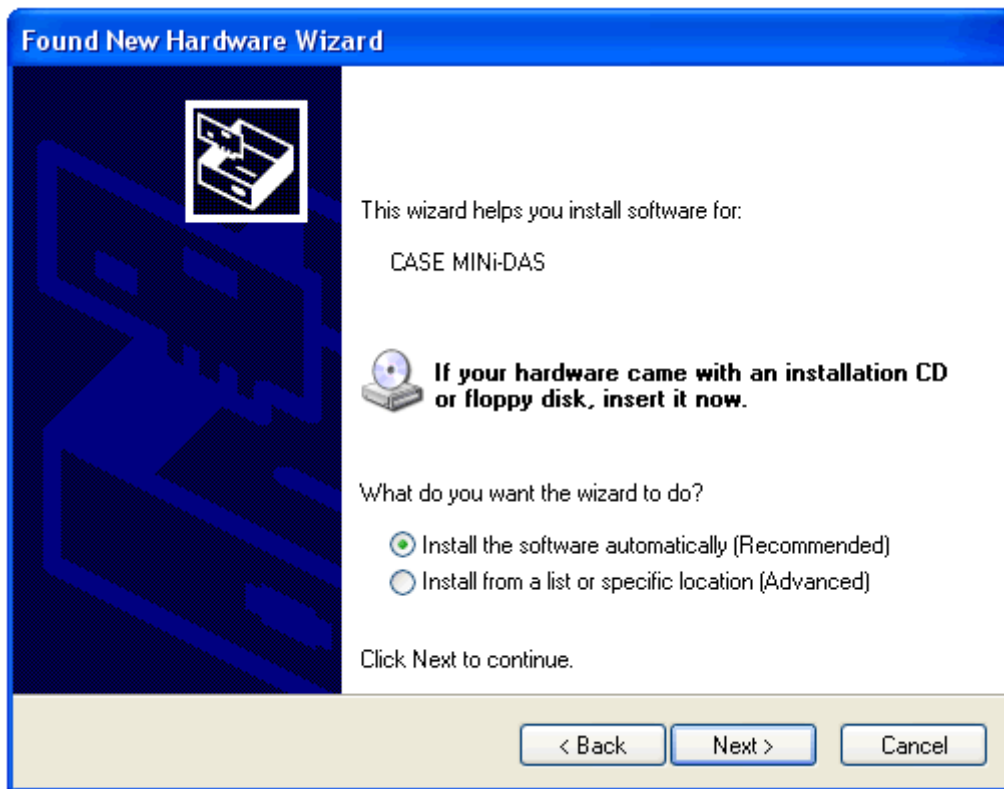 Found New Hardware Wizard
This wizard helps you install software for:
CASE MINi-DAS
If your hardware came with an installation CD
or floppy disk, insert it now.
What do you want the wizard to do?
Install the software automatically (Recommended)
Install from a list or specific location (Advanced)
Click Next to continue.
< Back
Next >
Cancel